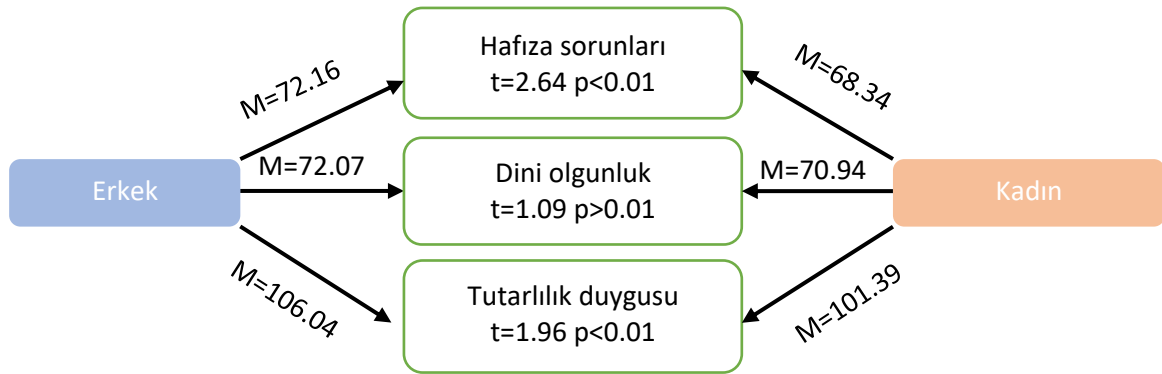 Hafıza sorunları
t=2.64 p<0.01
M=72.16
M=68.34
Erkek
M=72.07
Dini olgunluk
t=1.09 p>0.01
M=70.94
Kadın
M=106.04
Tutarlılık duygusu
t=1.96 p<0.01
M=101.39